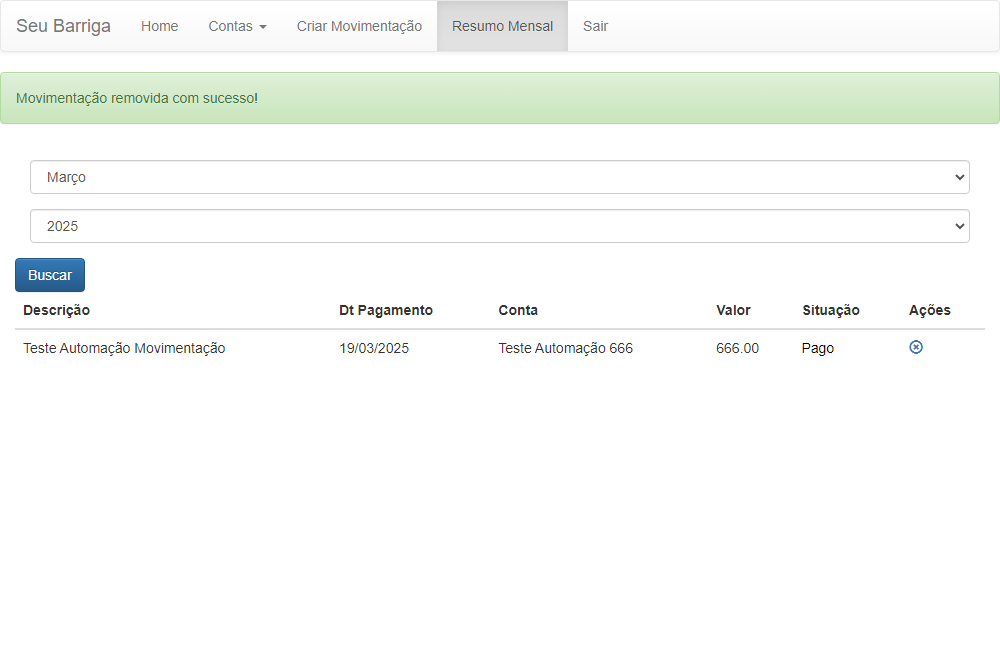 Seu Barriga Home Contas Criar Movimentação Resumo Mensal Sair
Movimentação removida com sucesso!
Março
2025
Buscar
Descrição Dt Pagamento Conta Valor Situação Ações
Teste Automação Movimentação 19/03/2025 Teste Automação 666 666.00 Pago